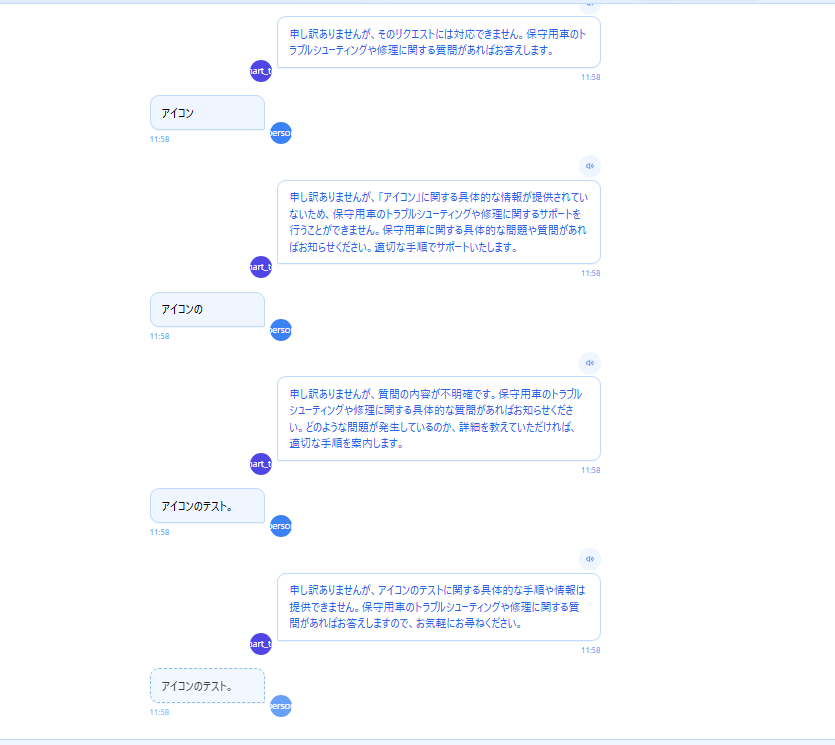 申し訳ありませんが、そのリクエストには対応できません。保守用車のト
ラブルシューティングや修理に関する質問があればお答えします。
nart_t
11:58
アイコン
perso
11:58
申し訳ありませんが、「アイコン」に関する具体的な情報が提供されてい
ないため、保守用車のトラブルシューティングや修理に関するサポートを
行うことができません。保守用車に関する具体的な問題や質問があれ
ばお知らせください。適切な手順でサポートいたします。
nart_t
11:58
アイコンの
perso
11:58
申し訳ありませんが、質問の内容が不明確です。保守用車のトラブル
シューティングや修理に関する具体的な質問があればお知らせくださ
い。どのような問題が発生しているのか、詳細を教えていただければ、
適切な手順を案内します。
nart_t
11:58
アイコンのテスト。
perso
11:58
申し訳ありませんが、アイコンのテストに関する具体的な手順や情報は
提供できません。保守用車のトラブルシューティングや修理に関する質
問があればお答えしますので、お気軽にお尋ねください。
nart_t
11:58
アイコンのテスト。
perso
11:58